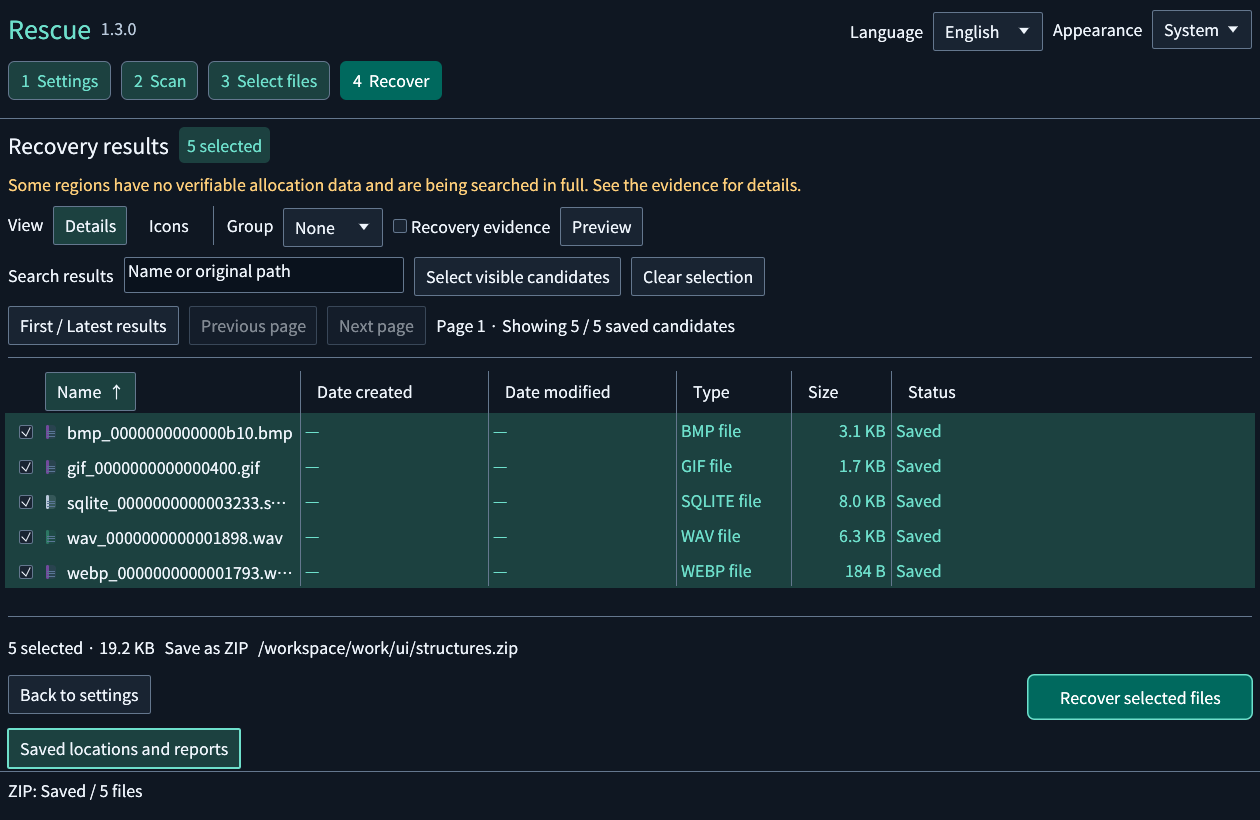 Rescue 1.3.0
Language English Appearance System
1 Settings 2 Scan 3 Select files 4 Recover
Recovery results 5 selected
Some regions have no verifiable allocation data and are being searched in full. See the evidence for details.
View Details Icons Group None Recovery evidence Preview
Search results Name or original path Select visible candidates Clear selection
First / Latest results Previous page Next page Page 1 · Showing 5 / 5 saved candidates
Name ↑ Date created Date modified Type Size Status
bmp_0000000000000b10.bmp — — BMP file 3.1 KB Saved
gif_0000000000000400.gif — — GIF file 1.7 KB Saved
sqlite_0000000000003233.s··· — — SQLITE file 8.0 KB Saved
wav_0000000000001898.wav — — WAV file 6.3 KB Saved
webp_0000000000001793.w··· — — WEBP file 184 B Saved
5 selected · 19.2 KB Save as ZIP /workspace/work/ui/structures.zip
Back to settings Recover selected files
Saved locations and reports
ZIP: Saved / 5 files